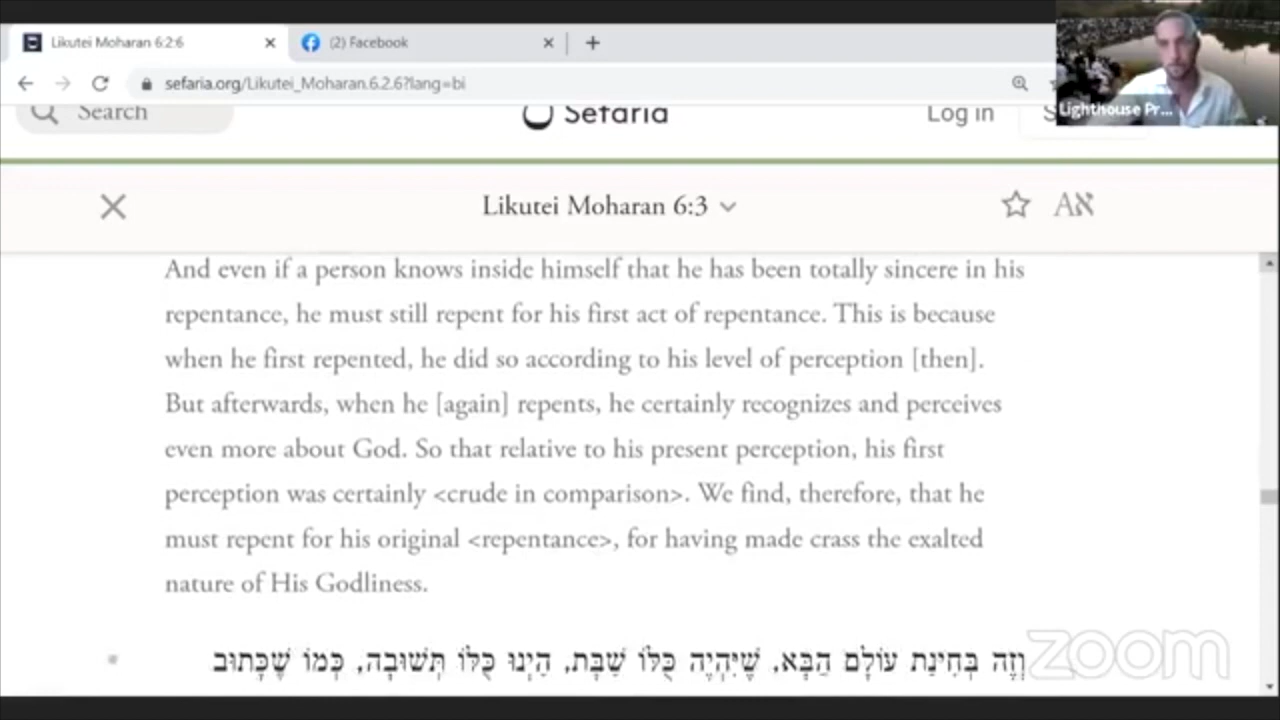 Likutei Moharan 6:2:6
(2) Facebook
sefaria.org/Likutei_Moharan.6.2.6?lang=bi
Search
Sefaria
Log in
S
Lighthouse Pr...
Likutei Moharan 6:3
Aא
And even if a person knows inside himself that he has been totally sincere in his
repentance, he must still repent for his first act of repentance. This is because
when he first repented, he did so according to his level of perception [then].
But afterwards, when he [again] repents, he certainly recognizes and perceives
even more about God. So that relative to his present perception, his first
perception was certainly <crude in comparison>. We find, therefore, that he
must repent for his original <repentance>, for having made crass the exalted
nature of His Godliness.
וְזֶה בְּחִינַת עוֹלָם הַבָּא, שֶׁיִּהְיֶה כֻּלּוֹ שַׁבָּת, הַיְנוּ כֻּלּוֹ תְּשׁוּבָה, כְּמוֹ שֶׁכָּתוּב
zoom